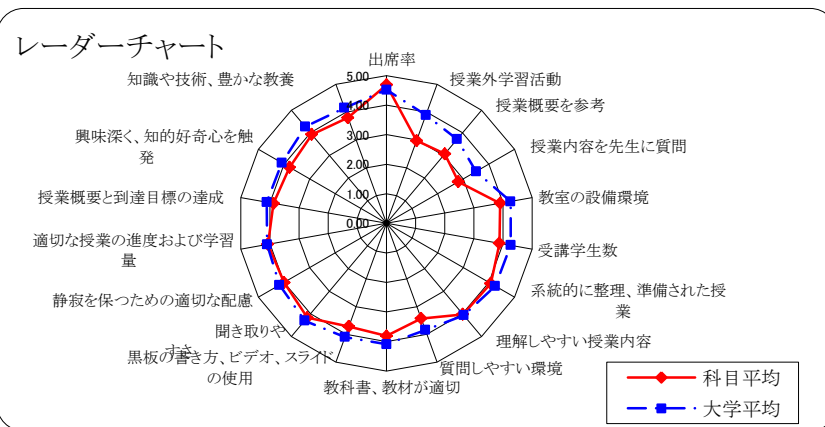 レーダーチャート
出席率
授業外学習活動
授業概要を参考
授業内容を先生に質問
教室の設備環境
受講学生数
系統的に整理、準備された授
業
理解しやすい授業内容
質問しやすい環境
教科書、教材が適切
黒板の書き方、ビデオ、スライド
の使用
聞き取りや
すさ
静寂を保つための適切な配慮
適切な授業の進度および学習
量
授業概要と到達目標の達成
興味深く、知的好奇心を触
発
知識や技術、豊かな教養
5.00
4.00
3.00
2.00
1.00
0.00
科目平均
大学平均